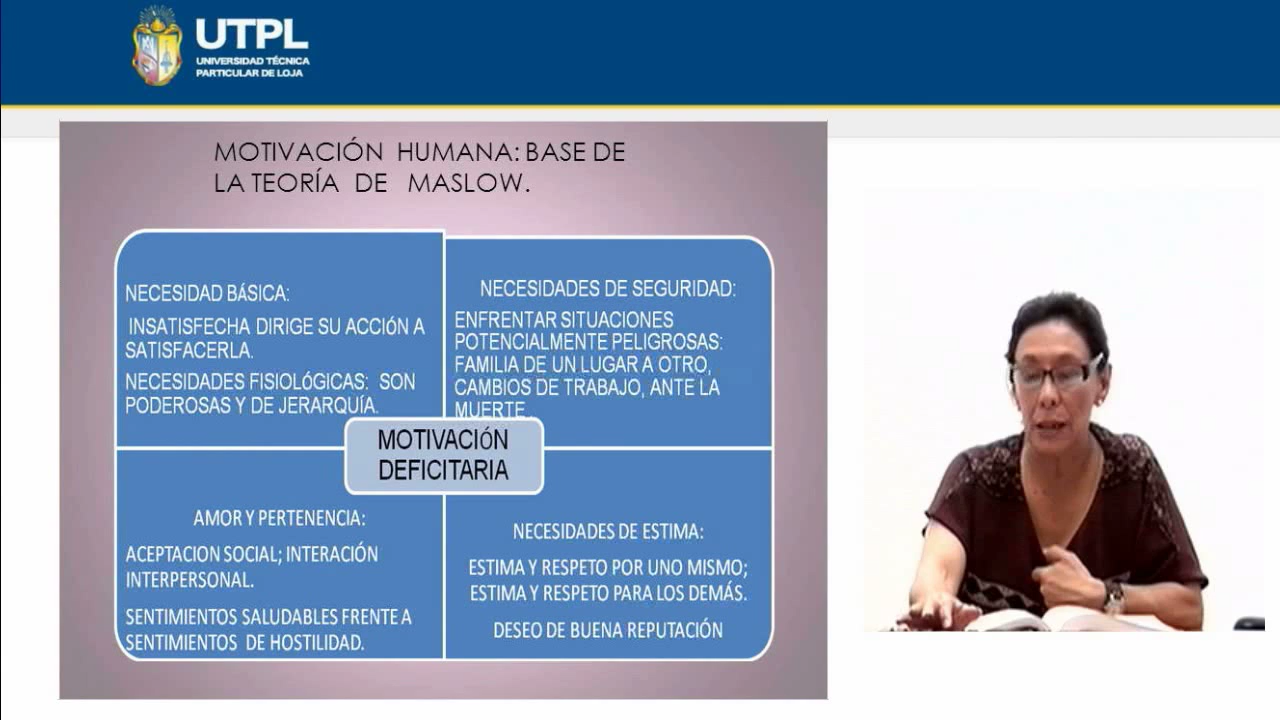 UTPL
UNIVERSIDAD TÉCNICA
PARTICULAR DE LOJA
MOTIVACIÓN HUMANA: BASE DE
LA TEORÍA DE MASLOW.
NECESIDAD BÁSICA:
INSATISFECHA DIRIGE SU ACCIÓN A
SATISFACERLA.
NECESIDADES FISIOLÓGICAS: SON
PODEROSAS Y DE JERARQUÍA.
NECESIDADES DE SEGURIDAD:
ENFRENTAR SITUACIONES
POTENCIALMENTE PELIGROSAS:
FAMILIA DE UN LUGAR A OTRO,
CAMBIOS DE TRABAJO, ANTE LA
MUERTE.
MOTIVACIÓN
DEFICITARIA
AMOR Y PERTENENCIA:
ACEPTACION SOCIAL; INTERACIÓN
INTERPERSONAL.
SENTIMIENTOS SALUDABLES FRENTE A
SENTIMIENTOS DE HOSTILIDAD.
NECESIDADES DE ESTIMA:
ESTIMA Y RESPETO POR UNO MISMO;
ESTIMA Y RESPETO PARA LOS DEMÁS.
DESEO DE BUENA REPUTACIÓN